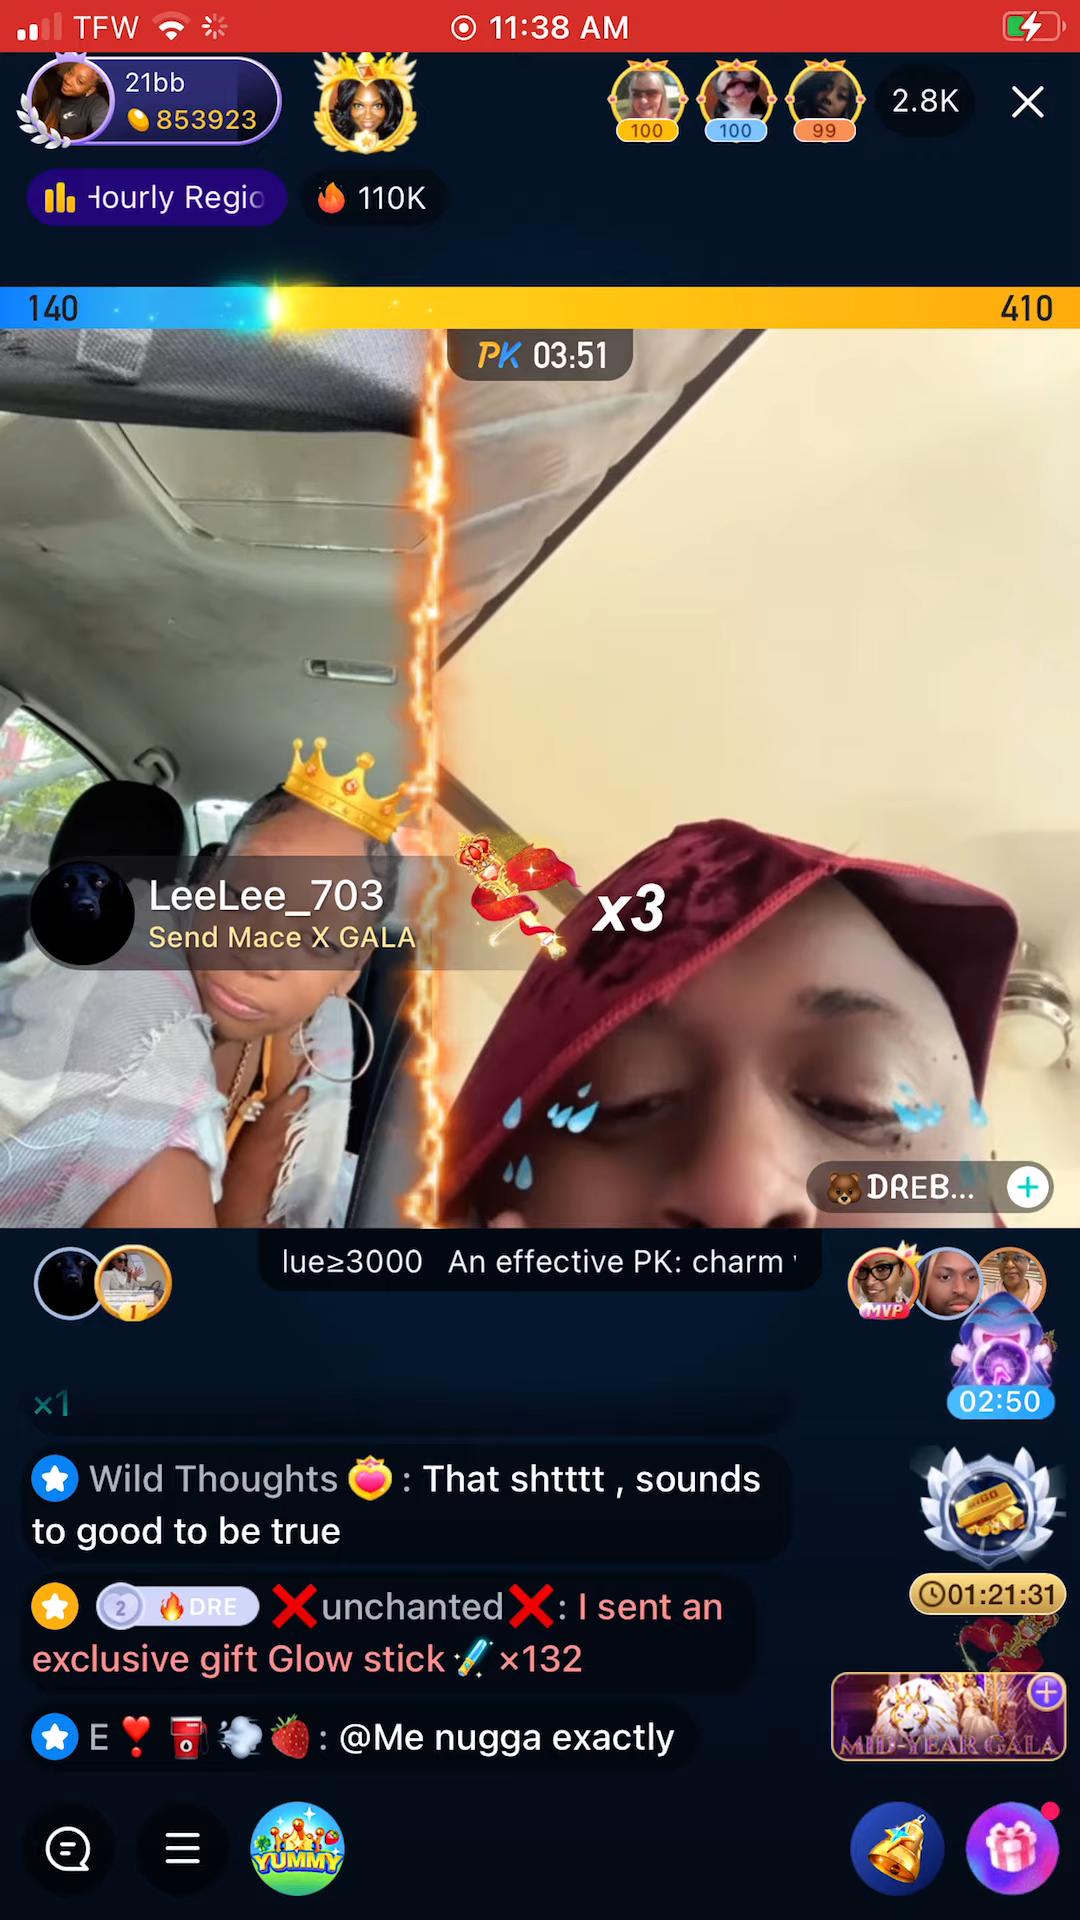 TFW 11:38 AM
21bb
853923
100
100
99
2.8K
Hourly Regio
110K
140
410
PK 03:51
LeeLee_703
Send Mace X GALA
x3
DREB...
lue≥3000 An effective PK: charm
1
MVP
02:50
×1
Wild Thoughts : That shtttt , sounds
to good to be true
2 DRE unchanted : I sent an
exclusive gift Glow stick ×132
01:21:31
E : @Me nugga exactly
MID-YEAR GALA
YUMMY